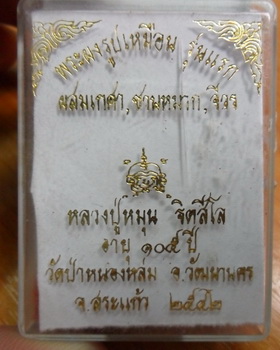 พระผงรูปเหมือน รุ่นแรก
ผสมเกศา,ชานหมาก,จีวร
หลวงปู่หมุน ฐิตสีโล
อายุ ๑๐๕ ปี
วัดป่าหนองหล่ม อ.วัฒนานคร
จ.สระแก้ว ๒๕๔๒